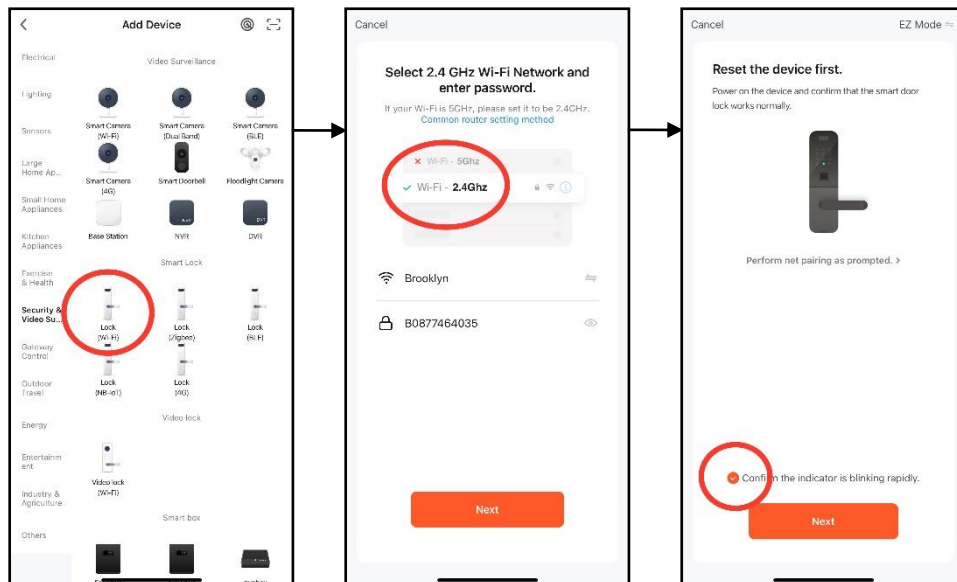 Add Device
Electrical
Video Surveillance
Lighting
Smart Camera
(Wi-Fi)
Smart Camera
(Dual Band)
Smart Camera
(BLE)
Sensors
Large
Home Ap...
Smart Camera
(4G)
Smart Doorbell
Floodlight Camera
Small Home
Appliances
Base Station
NVR
DVR
Kitchen
Appliances
Smart Lock
Exercise
& Health
Security &
Video Su...
Lock
(Wi-Fi)
Lock
(Zigbee)
Lock
(BLE)
Gateway
Control
Outdoor
Travel
Lock
(NB-IoT)
Lock
(4G)
Energy
Video lock
Entertainm
ent
Video lock
(Wi-Fi)
Industry &
Agriculture
Smart box
Others
Cancel
Select 2.4 GHz Wi-Fi Network and
enter password.
If your Wi-Fi is 5GHz, please set it to be 2.4GHz.
Common router setting method
Wi-Fi - 5Ghz
Wi-Fi - 2.4Ghz
Brooklyn
B0877464035
Next
Cancel
EZ Mode
Reset the device first.
Power on the device and confirm that the smart door
lock works normally.
Perform net pairing as prompted. >
Confirm the indicator is blinking rapidly.
Next